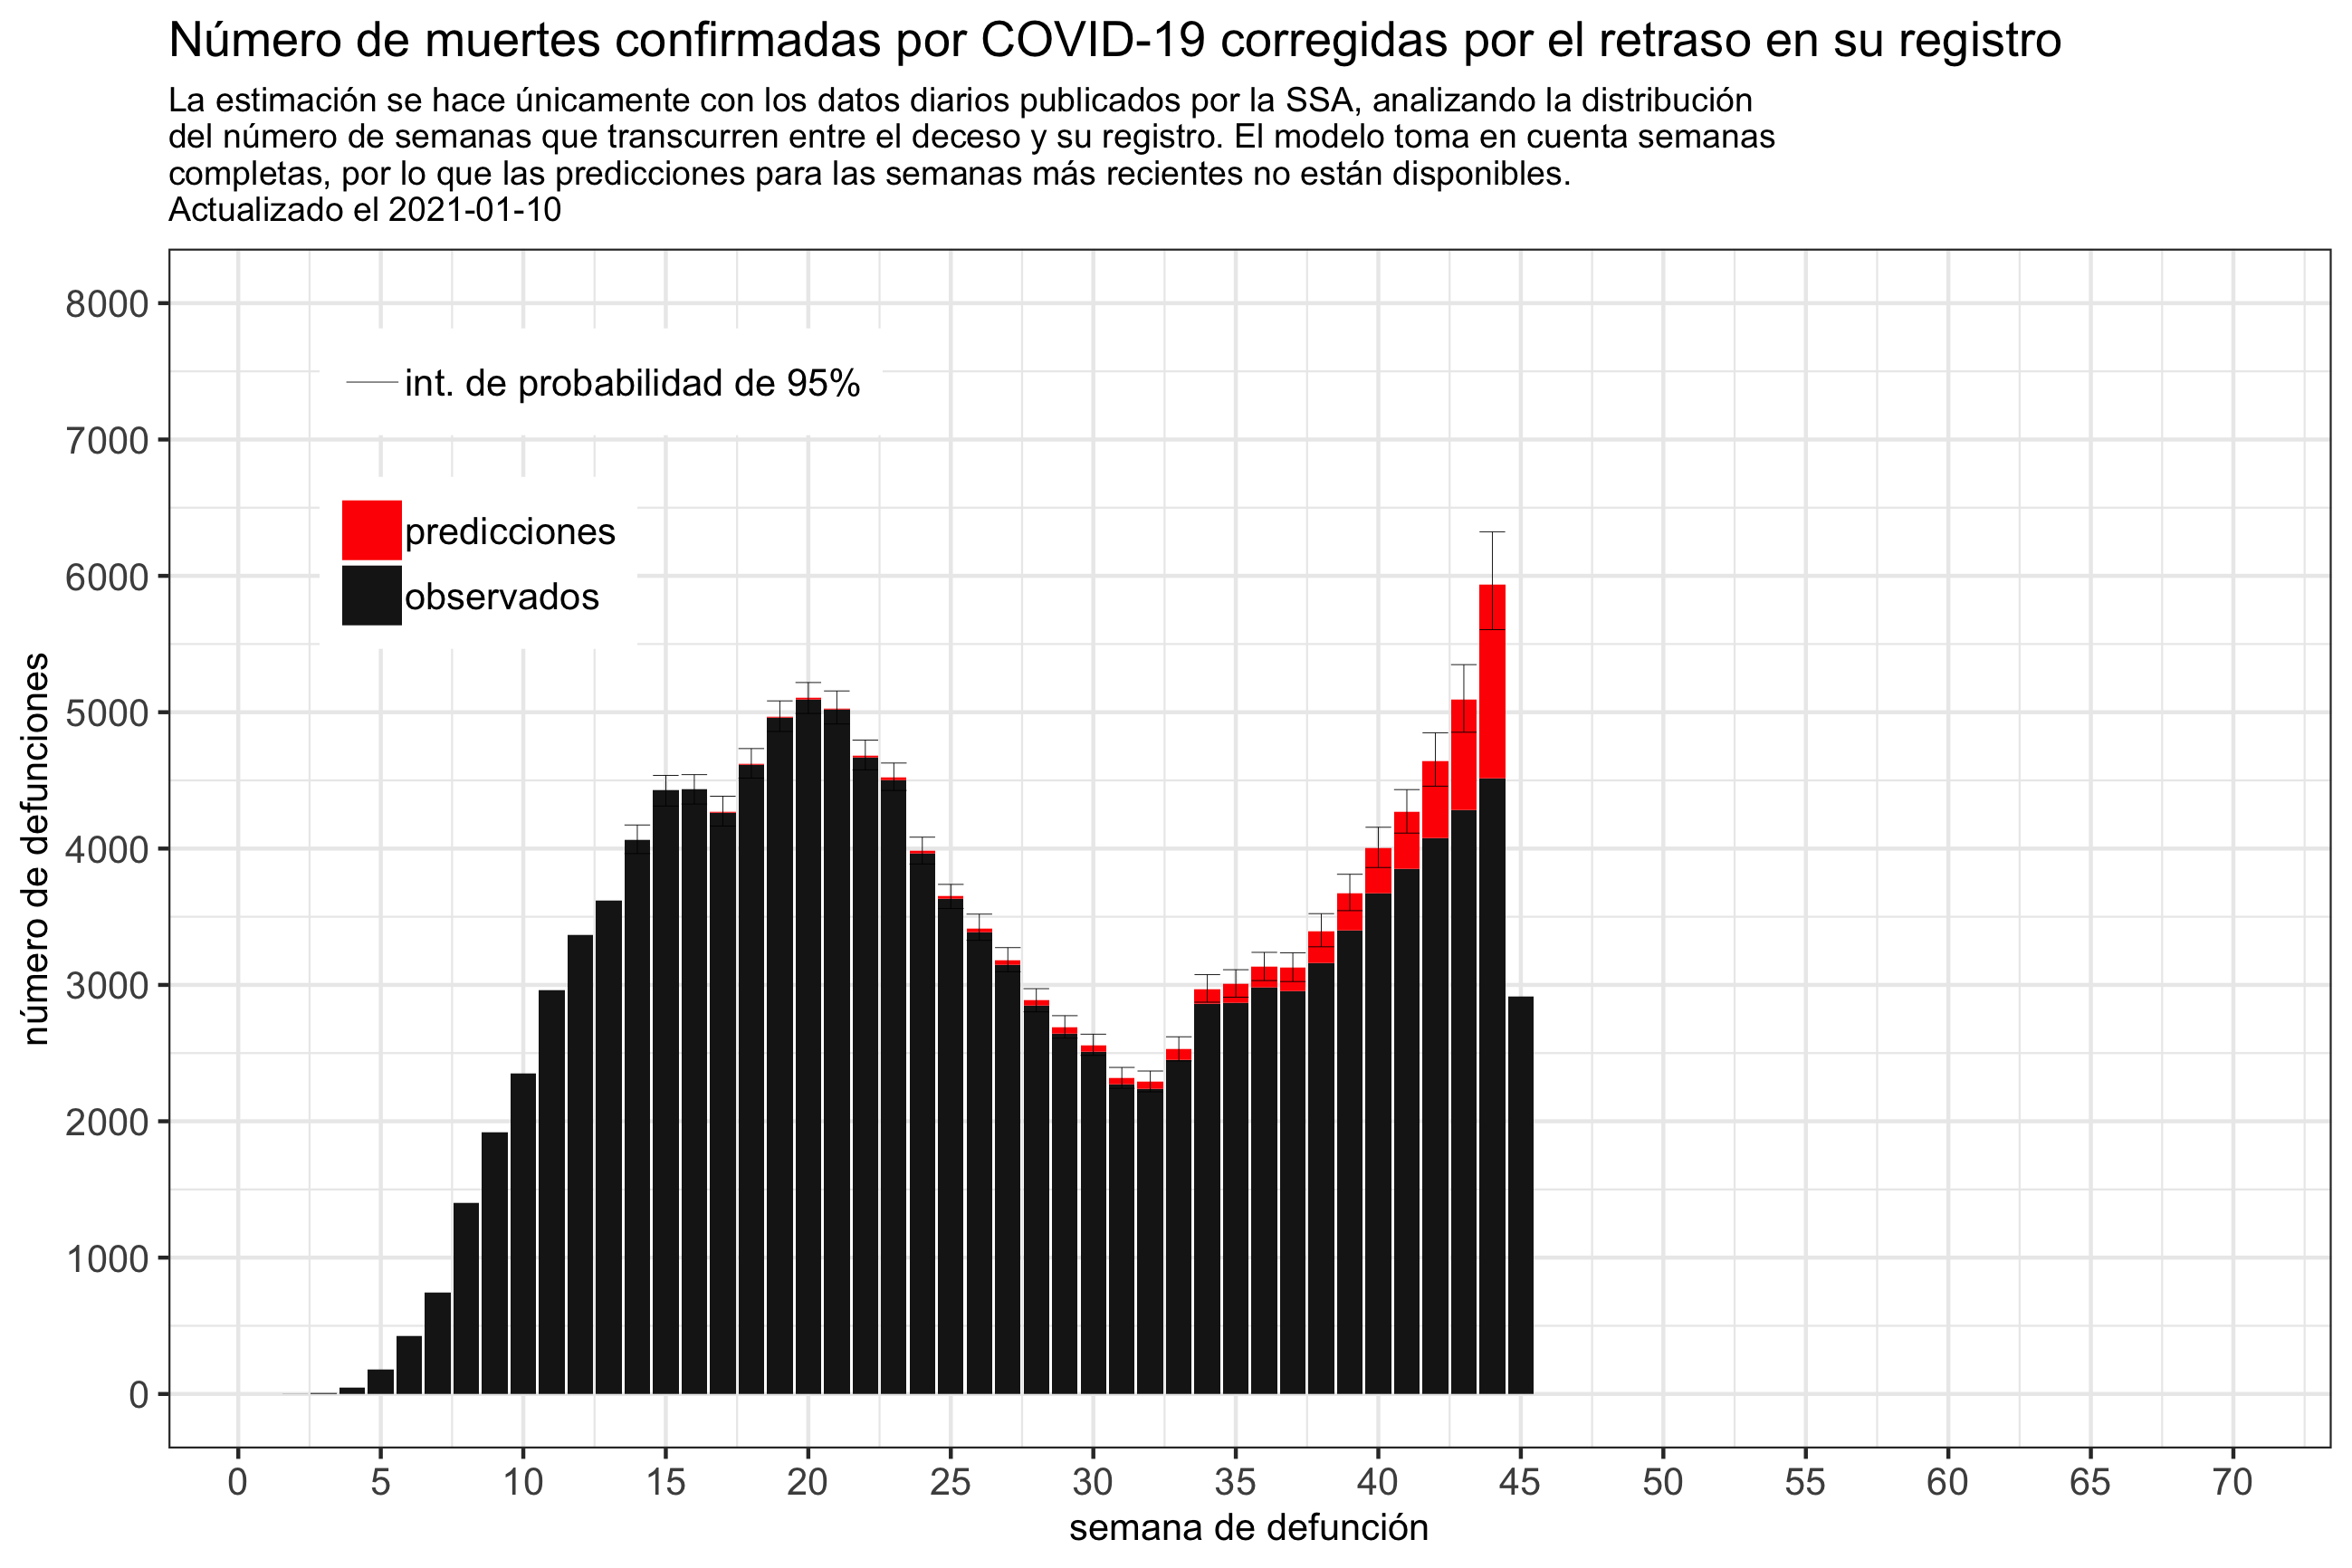 Número de muertes confirmadas por COVID-19 corregidas por el retraso en su registro
La estimación se hace únicamente con los datos diarios publicados por la SSA, analizando la distribución
del número de semanas que transcurren entre el deceso y su registro. El modelo toma en cuenta semanas
completas, por lo que las predicciones para las semanas más recientes no están disponibles.
Actualizado el 2021-01-10
8000
7000
6000
5000
4000
3000
2000
1000
0
número de defunciones
int. de probabilidad de 95%
predicciones
observados
0 5 10 15 20 25 30 35 40 45 50 55 60 65 70
semana de defunción